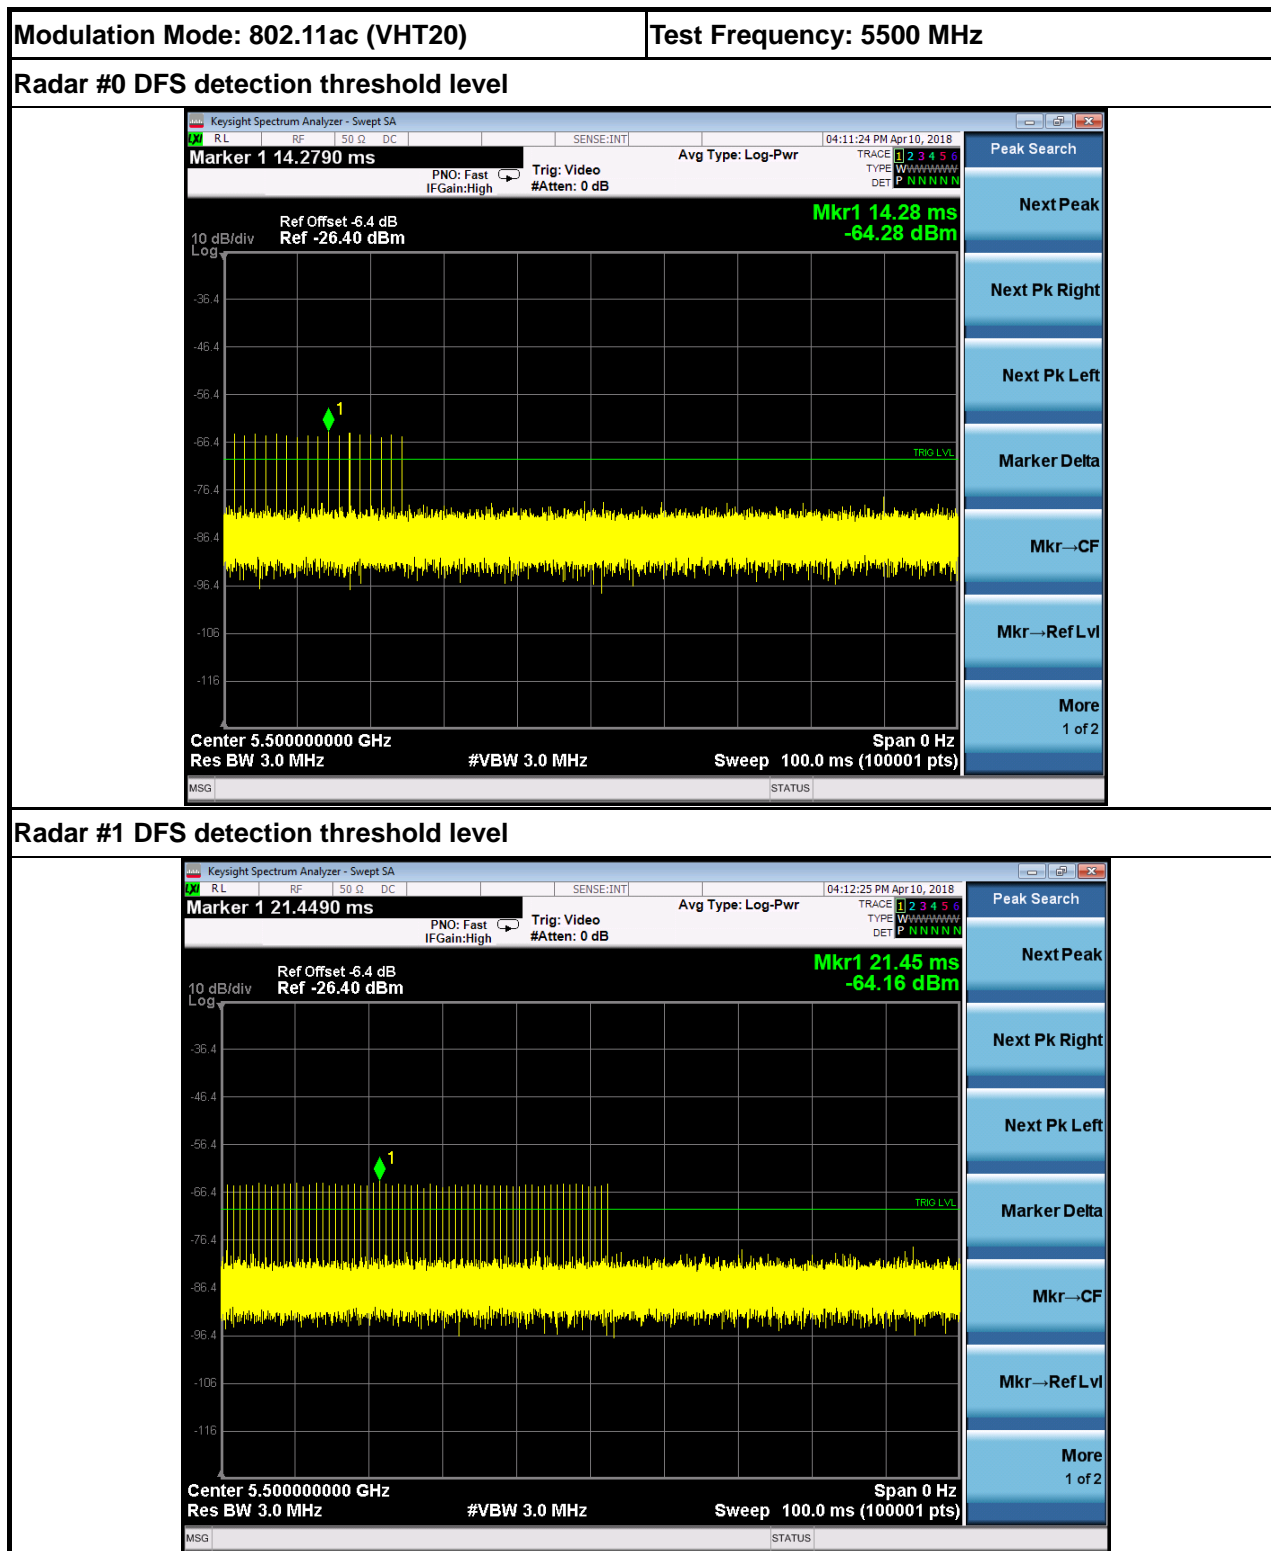 Modulation Mode: 802.11ac (VHT20) Test Frequency: 5500 MHz
Radar #0 DFS detection threshold level
Keysight Spectrum Analyzer - Swept SA
LXI RL RF 50 Ω DC SENSE:INT 04:11:24 PM Apr 10, 2018
Marker 1 14.2790 ms
PNO: Fast
IFGain:High
Trig: Video
#Atten: 0 dB
Avg Type: Log-Pwr
TRACE 1 2 3 4 5 6
TYPE WWWWWWW
DET P N N N N N
Peak Search
Mkr1 14.28 ms
-64.28 dBm
Ref Offset -6.4 dB
10 dB/div Ref -26.40 dBm
Log
-36.4
-46.4
-56.4
1
-66.4
TRIG LVL
-76.4
-86.4
-96.4
-106
-116
Center 5.500000000 GHz Span 0 Hz
Res BW 3.0 MHz #VBW 3.0 MHz Sweep 100.0 ms (100001 pts)
MSG STATUS
Next Peak
Next Pk Right
Next Pk Left
Marker Delta
Mkr→CF
Mkr→Ref Lvl
More
1 of 2
Radar #1 DFS detection threshold level
Keysight Spectrum Analyzer - Swept SA
LXI RL RF 50 Ω DC SENSE:INT 04:12:25 PM Apr 10, 2018
Marker 1 21.4490 ms
PNO: Fast
IFGain:High
Trig: Video
#Atten: 0 dB
Avg Type: Log-Pwr
TRACE 1 2 3 4 5 6
TYPE WWWWWWW
DET P N N N N N
Peak Search
Mkr1 21.45 ms
-64.16 dBm
Ref Offset -6.4 dB
10 dB/div Ref -26.40 dBm
Log
-36.4
-46.4
-56.4
1
-66.4
TRIG LVL
-76.4
-86.4
-96.4
-106
-116
Center 5.500000000 GHz Span 0 Hz
Res BW 3.0 MHz #VBW 3.0 MHz Sweep 100.0 ms (100001 pts)
MSG STATUS
Next Peak
Next Pk Right
Next Pk Left
Marker Delta
Mkr→CF
Mkr→Ref Lvl
More
1 of 2